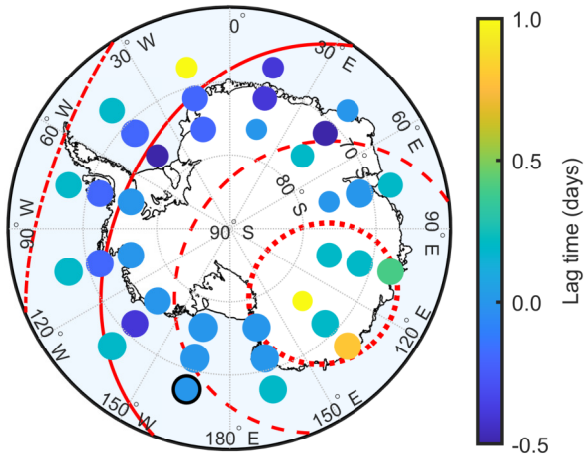 0°
30° W
30° E
60° W
60° E
70° S
80° S
90° W
90° S
90° E
120° W
120° E
150° W
150° E
180° E
1.0
0.5
0.0
-0.5
Lag time (days)